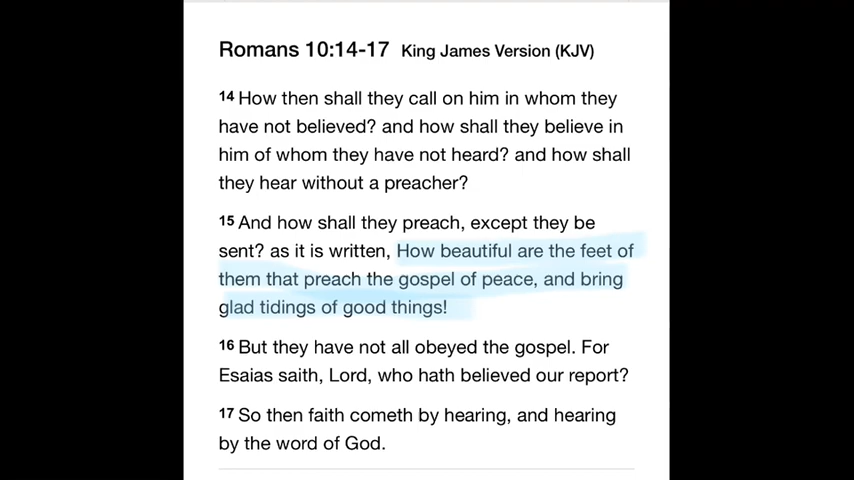 Romans 10:14-17 King James Version (KJV)
14 How then shall they call on him in whom they
have not believed? and how shall they believe in
him of whom they have not heard? and how shall
they hear without a preacher?
15 And how shall they preach, except they be
sent? as it is written, How beautiful are the feet of
them that preach the gospel of peace, and bring
glad tidings of good things!
16 But they have not all obeyed the gospel. For
Esaias saith, Lord, who hath believed our report?
17 So then faith cometh by hearing, and hearing
by the word of God.